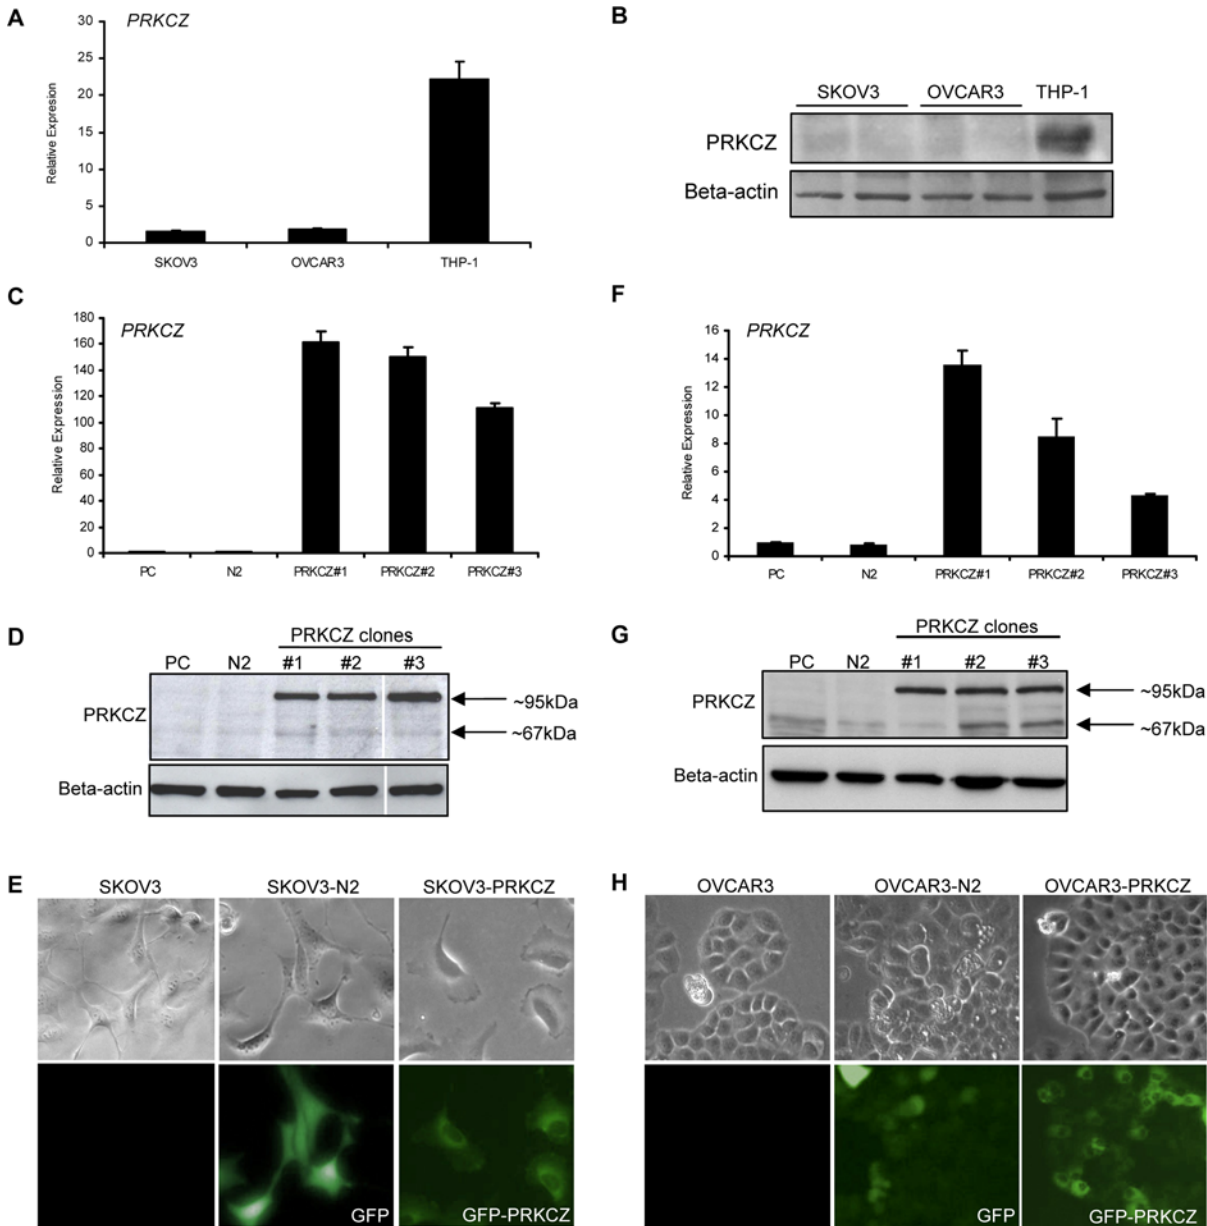 A
PRKCZ
Relative Expression
30
25
20
15
10
5
0
SKOV3 OVCAR3 THP-1
B
SKOV3 OVCAR3 THP-1
PRKCZ
Beta-actin
C
PRKCZ
Relative Expression
180
160
140
120
100
80
60
40
20
0
PC N2 PRKCZ#1 PRKCZ#2 PRKCZ#3
F
PRKCZ
Relative Expression
16
14
12
10
8
6
4
2
0
PC N2 PRKCZ#1 PRKCZ#2 PRKCZ#3
D
PRKCZ clones
PC N2 #1 #2 #3
PRKCZ
~95kDa
~67kDa
Beta-actin
G
PRKCZ clones
PC N2 #1 #2 #3
PRKCZ
~95kDa
~67kDa
Beta-actin
E
SKOV3 SKOV3-N2 SKOV3-PRKCZ
GFP GFP-PRKCZ
H
OVCAR3 OVCAR3-N2 OVCAR3-PRKCZ
GFP GFP-PRKCZ